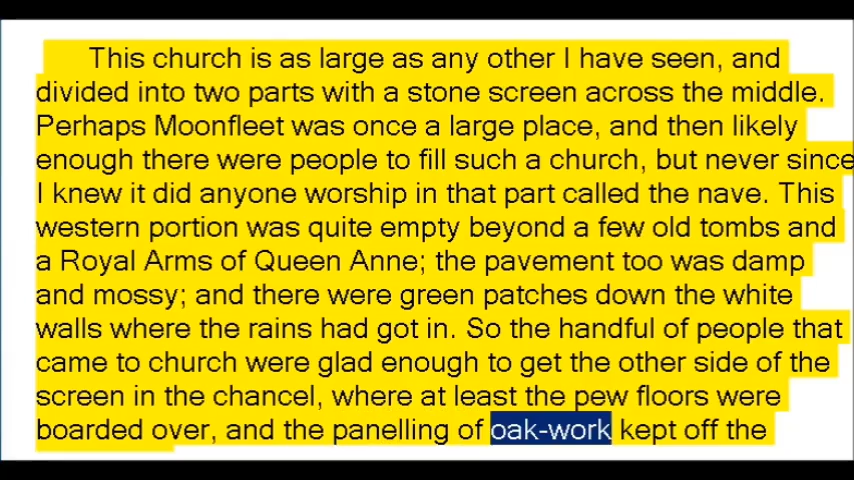 This church is as large as any other I have seen, and
divided into two parts with a stone screen across the middle.
Perhaps Moonfleet was once a large place, and then likely
enough there were people to fill such a church, but never since
I knew it did anyone worship in that part called the nave. This
western portion was quite empty beyond a few old tombs and
a Royal Arms of Queen Anne; the pavement too was damp
and mossy; and there were green patches down the white
walls where the rains had got in. So the handful of people that
came to church were glad enough to get the other side of the
screen in the chancel, where at least the pew floors were
boarded over, and the panelling of oak-work kept off the